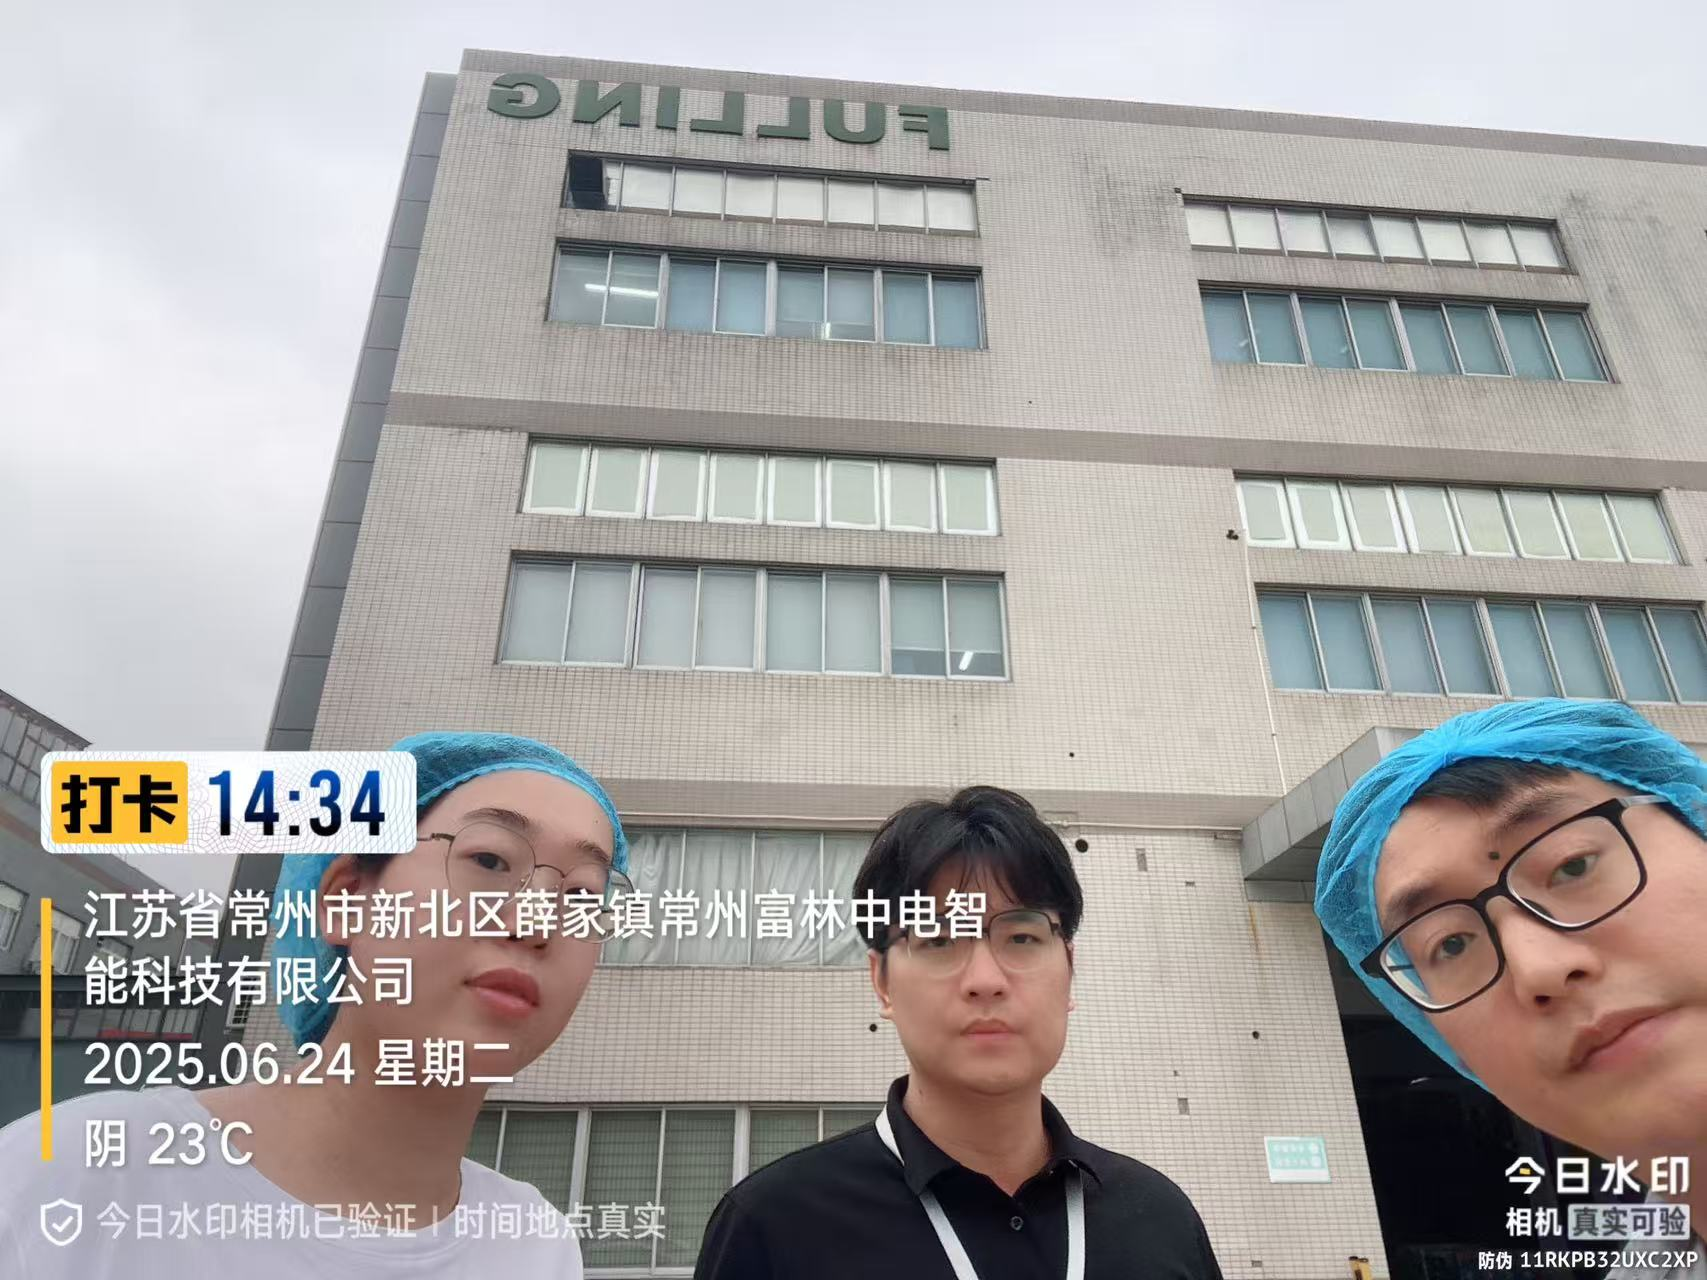 FULLING
打卡 14:34
江苏省常州市新北区薛家镇常州富林中电智
能科技有限公司
2025.06.24 星期二
阴 23℃
今日水印相机已验证 | 时间地点真实
今日水印
相机 真实可验
防伪 11RKPB32UXC2XP